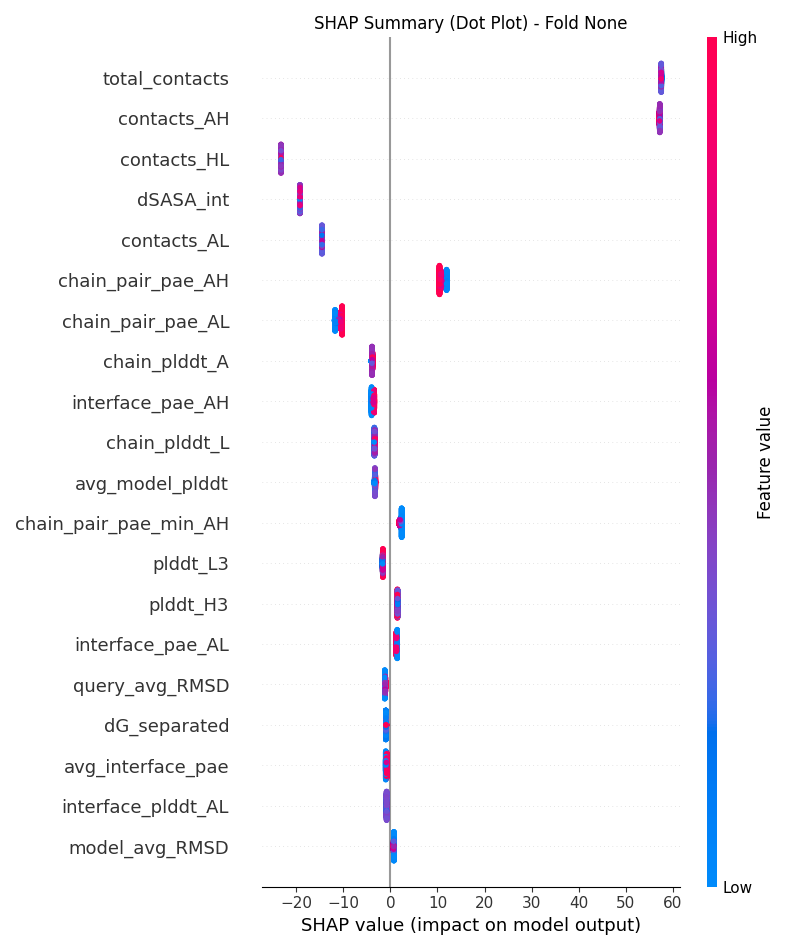 SHAP Summary (Dot Plot) - Fold None
High
total_contacts
contacts_AH
contacts_HL
dSASA_int
contacts_AL
chain_pair_pae_AH
chain_pair_pae_AL
chain_plddt_A
interface_pae_AH
chain_plddt_L
avg_model_plddt
chain_pair_pae_min_AH
plddt_L3
plddt_H3
interface_pae_AL
query_avg_RMSD
dG_separated
avg_interface_pae
interface_plddt_AL
model_avg_RMSD
Feature value
Low
−20 −10 0 10 20 30 40 50 60
SHAP value (impact on model output)